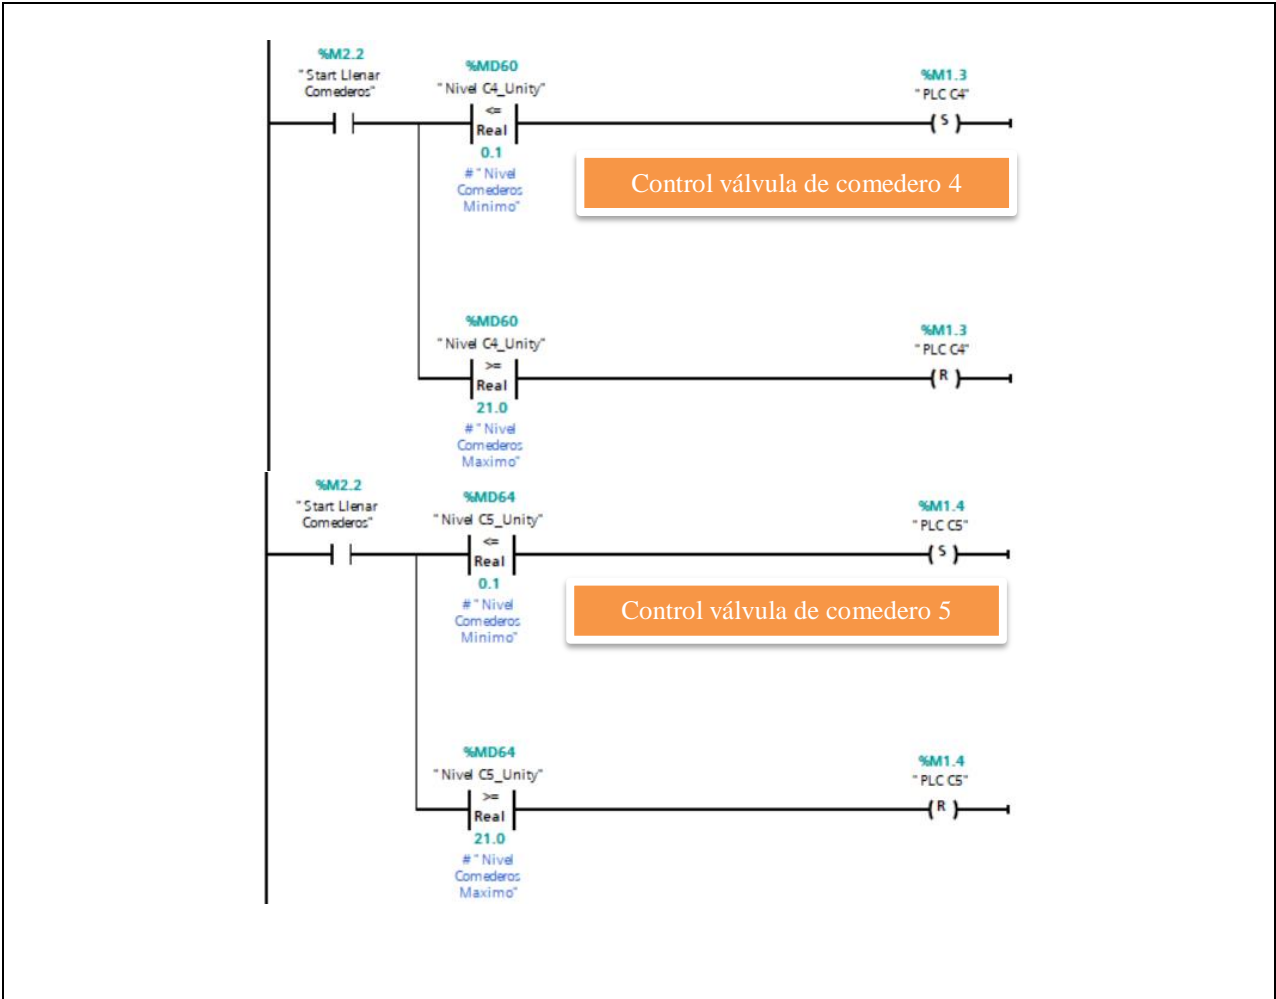 %M2.2
"Start Llenar
Comederos"
%MD60
"Nivel C4_Unity"
<=
Real
0.1
#"Nivel
Comederos
Minimo"
%M1.3
"PLC C4"
S
Control válvula de comedero 4
%MD60
"Nivel C4_Unity"
>=
Real
21.0
#"Nivel
Comederos
Maximo"
%M1.3
"PLC C4"
R
%M2.2
"Start Llenar
Comederos"
%MD64
"Nivel C5_Unity"
<=
Real
0.1
#"Nivel
Comederos
Minimo"
%M1.4
"PLC C5"
S
Control válvula de comedero 5
%MD64
"Nivel C5_Unity"
>=
Real
21.0
#"Nivel
Comederos
Maximo"
%M1.4
"PLC C5"
R